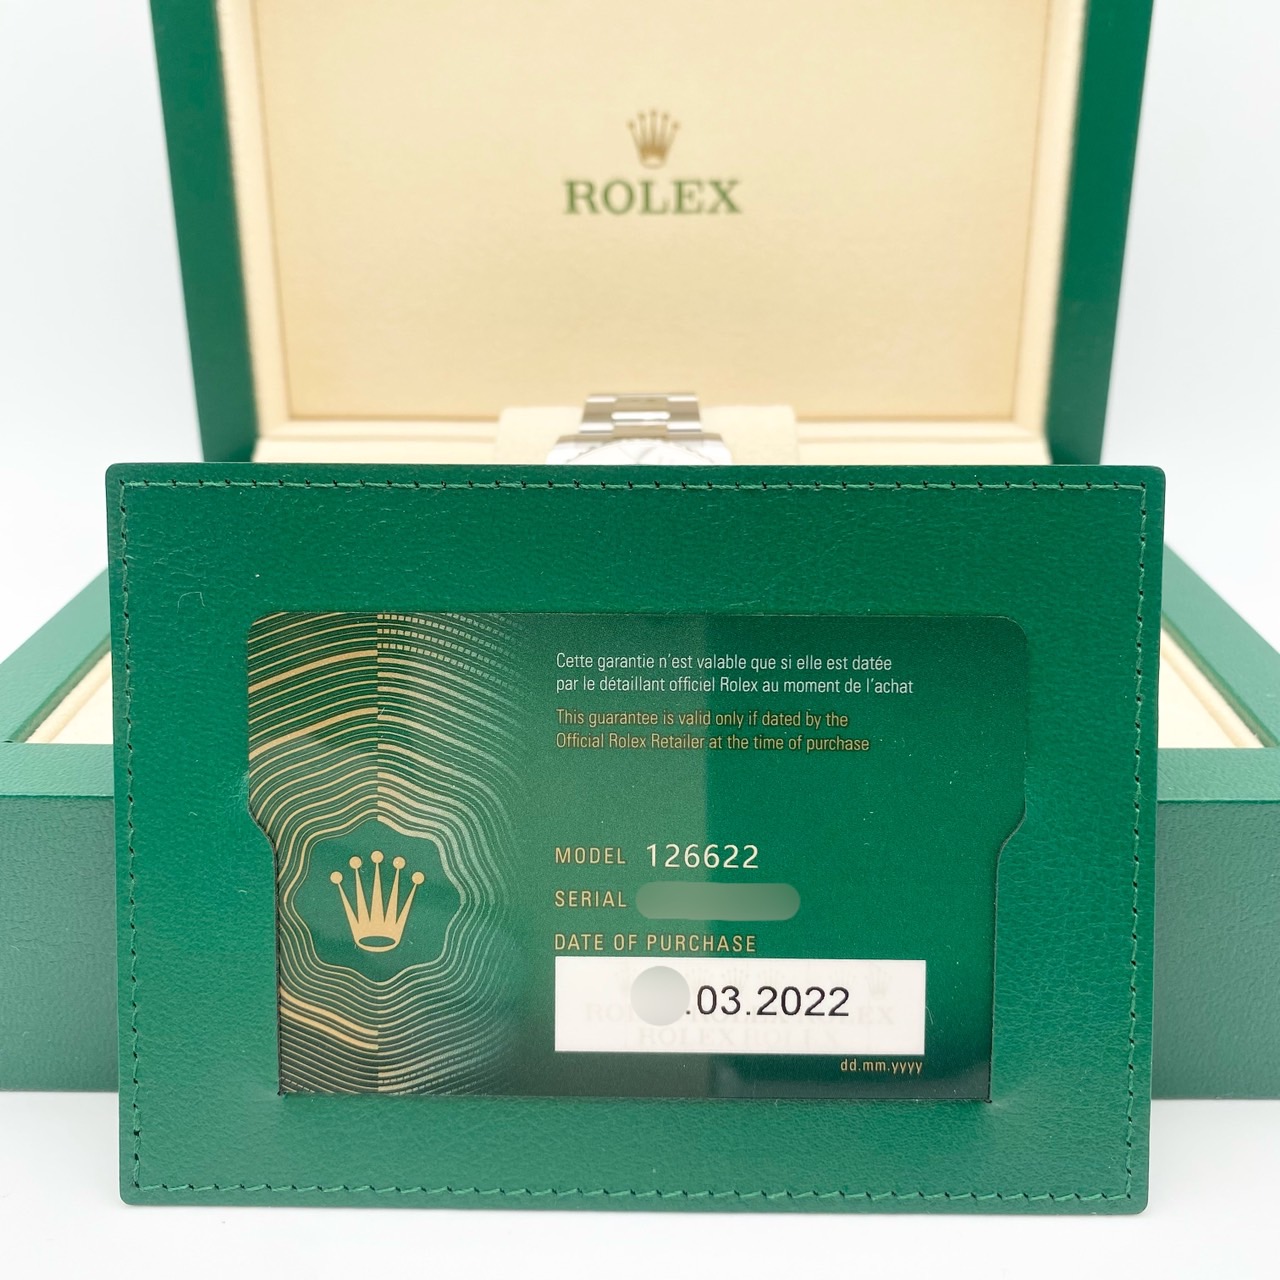 ROLEX
Cette garantie n'est valable que si elle est datée
par le détaillant officiel Rolex au moment de l'achat
This guarantee is valid only if dated by the
Official Rolex Retailer at the time of purchase
MODEL 126622
SERIAL
DATE OF PURCHASE
.03.2022
dd.mm.yyyy